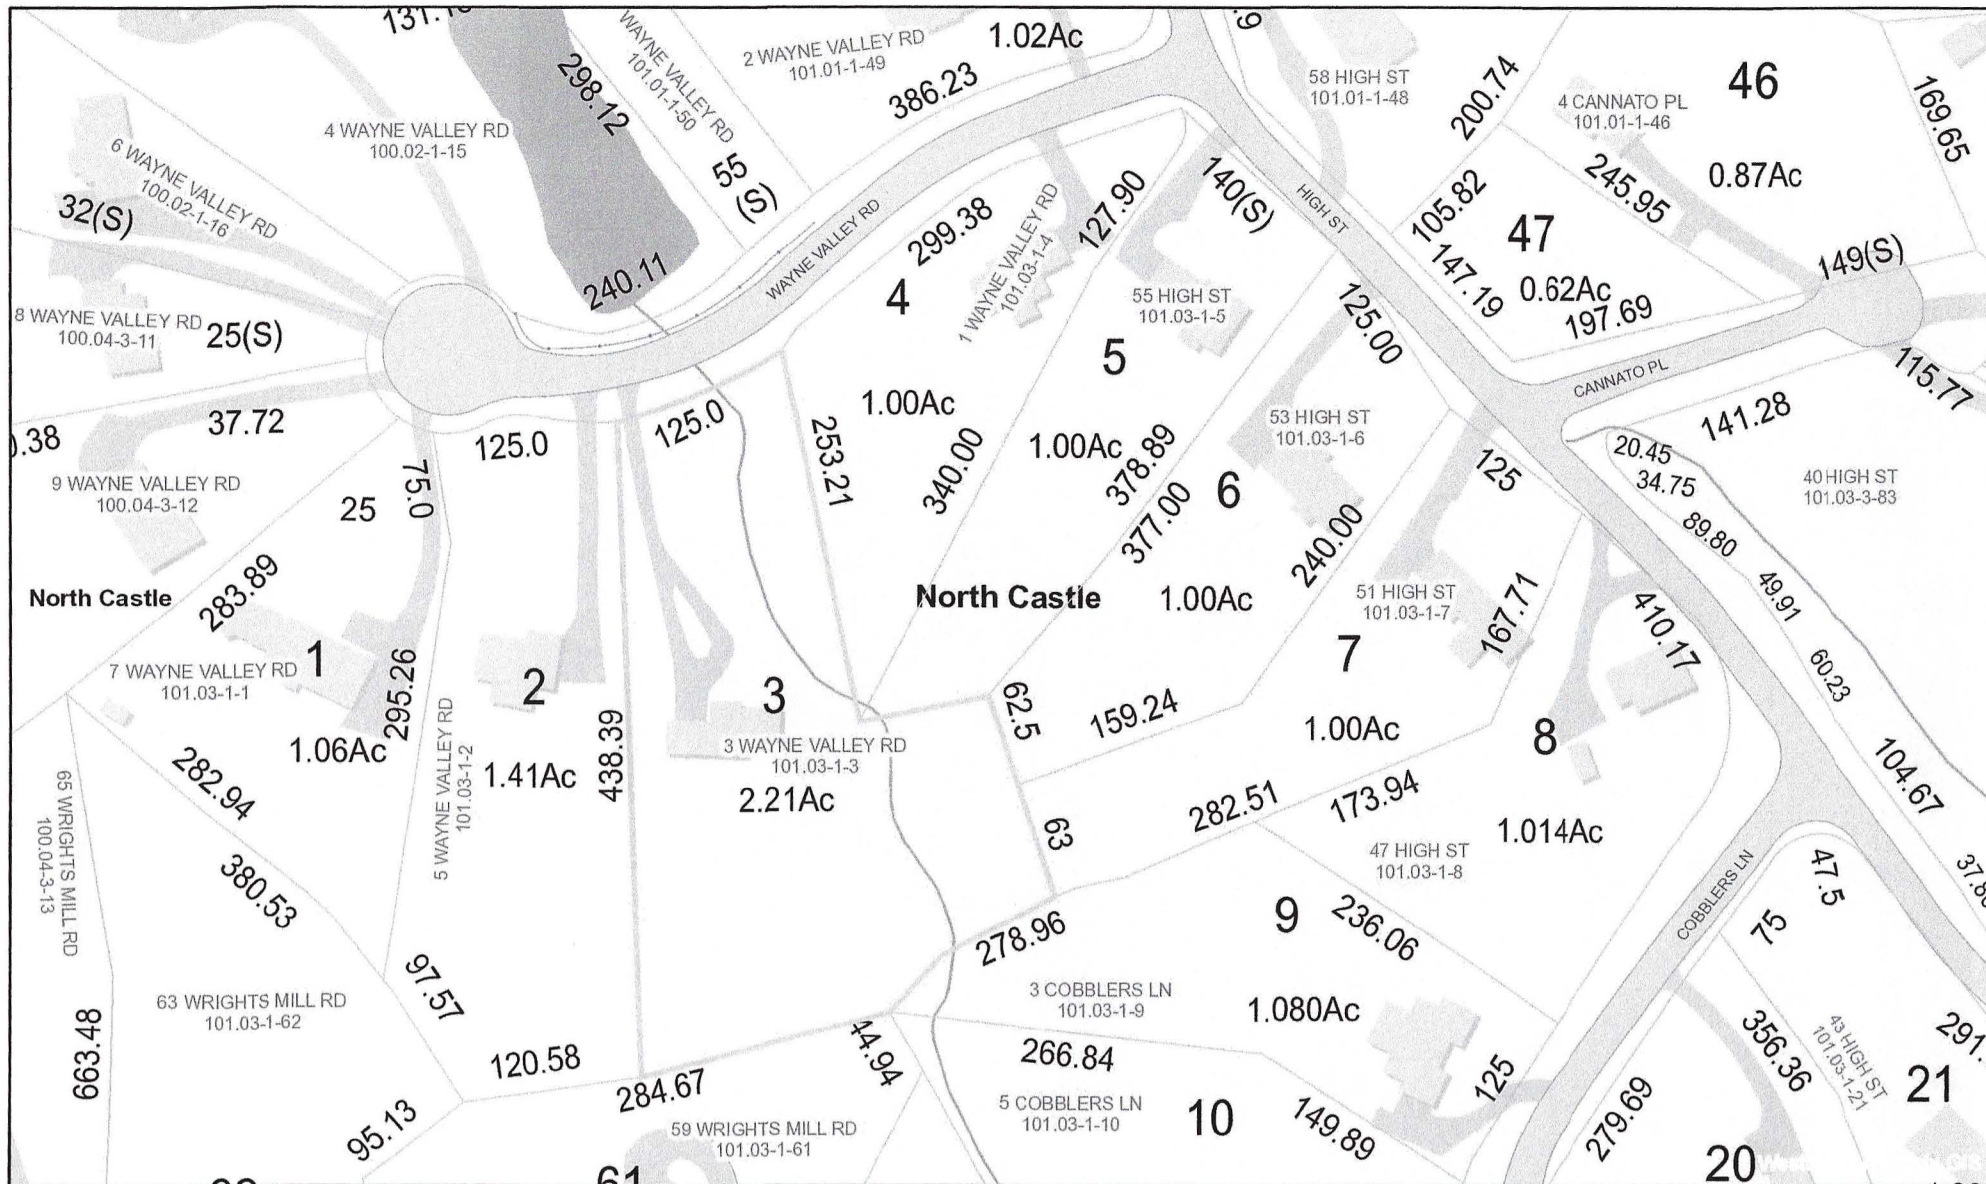 298.12
WAYNE VALLEY RD
101.01-1-50
55 (S)
2 WAYNE VALLEY RD
101.01-1-49
1.02Ac
386.23
58 HIGH ST
101.01-1-48
200.74
4 CANNATO PL
101.01-1-46
46
169.65
0.87Ac
245.95
4 WAYNE VALLEY RD
100.02-1-15
6 WAYNE VALLEY RD
100.02-1-16
32(S)
240.11
WAYNE VALLEY RD
299.38
1 WAYNE VALLEY RD
101.03-1-4
127.90
140(S)
HIGH ST
105.82
147.19
47
0.62Ac
197.69
149(S)
8 WAYNE VALLEY RD
100.04-3-11
25(S)
4
55 HIGH ST
101.03-1-5
5
125.00
CANNATO PL
115.77
141.28
37.72
125.0
125.0
253.21
1.00Ac
340.00
1.00Ac
378.89
377.00
6
53 HIGH ST
101.03-1-6
240.00
125
20.45
34.75
89.80
49.91
60.23
104.67
40 HIGH ST
101.03-3-83
9 WAYNE VALLEY RD
100.04-3-12
75.0
25
283.89
North Castle
North Castle
1.00Ac
51 HIGH ST
101.03-1-7
167.71
410.17
7
1
7 WAYNE VALLEY RD
101.03-1-1
295.26
1.06Ac
282.94
2
5 WAYNE VALLEY RD
101.03-1-2
1.41Ac
438.39
3
3 WAYNE VALLEY RD
101.03-1-3
2.21Ac
62.5
159.24
1.00Ac
8
63
282.51
173.94
1.014Ac
47 HIGH ST
101.03-1-8
65 WRIGHTS MILL RD
100.04-3-13
380.53
97.57
278.96
9
236.06
COBBLERS LN
47.5
75
63 WRIGHTS MILL RD
101.03-1-62
663.48
3 COBBLERS LN
101.03-1-9
1.080Ac
120.58
284.67
44.94
266.84
125
356.36
43 HIGH ST
101.03-1-21
21
95.13
59 WRIGHTS MILL RD
101.03-1-61
5 COBBLERS LN
101.03-1-10
10
149.89
279.69
20
61